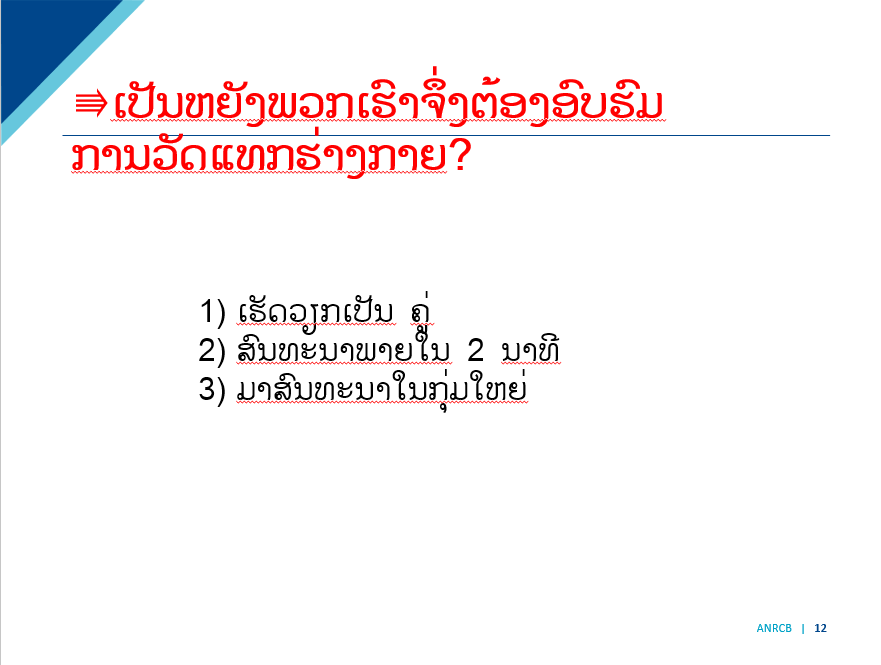 ⇛ເປັນຫຍັງພວກເຮົາຈຶ່ງຕ້ອງອົບຮົມ
ການວັດແທກຮ່າງກາຍ?
1) ເຮັດວຽກເປັນ ຄູ່
2) ສົນທະນາພາຍໃນ 2 ນາທີ
3) ມາສົນທະນາໃນກຸ່ມໃຫຍ່
ANRCB | 12